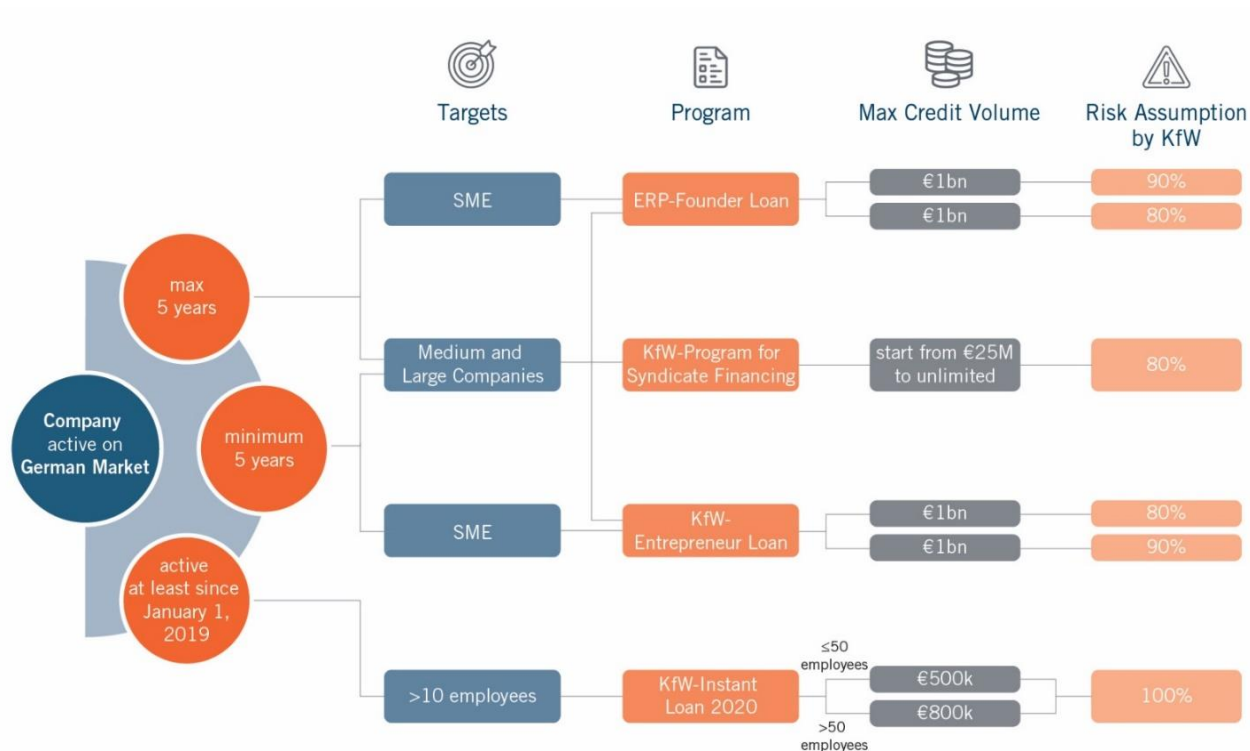 Targets
Program
Max Credit Volume
Risk Assumption
by KfW
SME
ERP-Founder Loan
€1bn
90%
€1bn
80%
max
5 years
Medium and
Large Companies
KfW-Program for
Syndicate Financing
start from €25M
to unlimited
80%
Company
active on
German Market
minimum
5 years
SME
KfW-
Entrepreneur Loan
€1bn
80%
€1bn
90%
active
at least since
January 1,
2019
>10 employees
KfW-Instant
Loan 2020
≤50
employees
€500k
€800k
>50
employees
100%